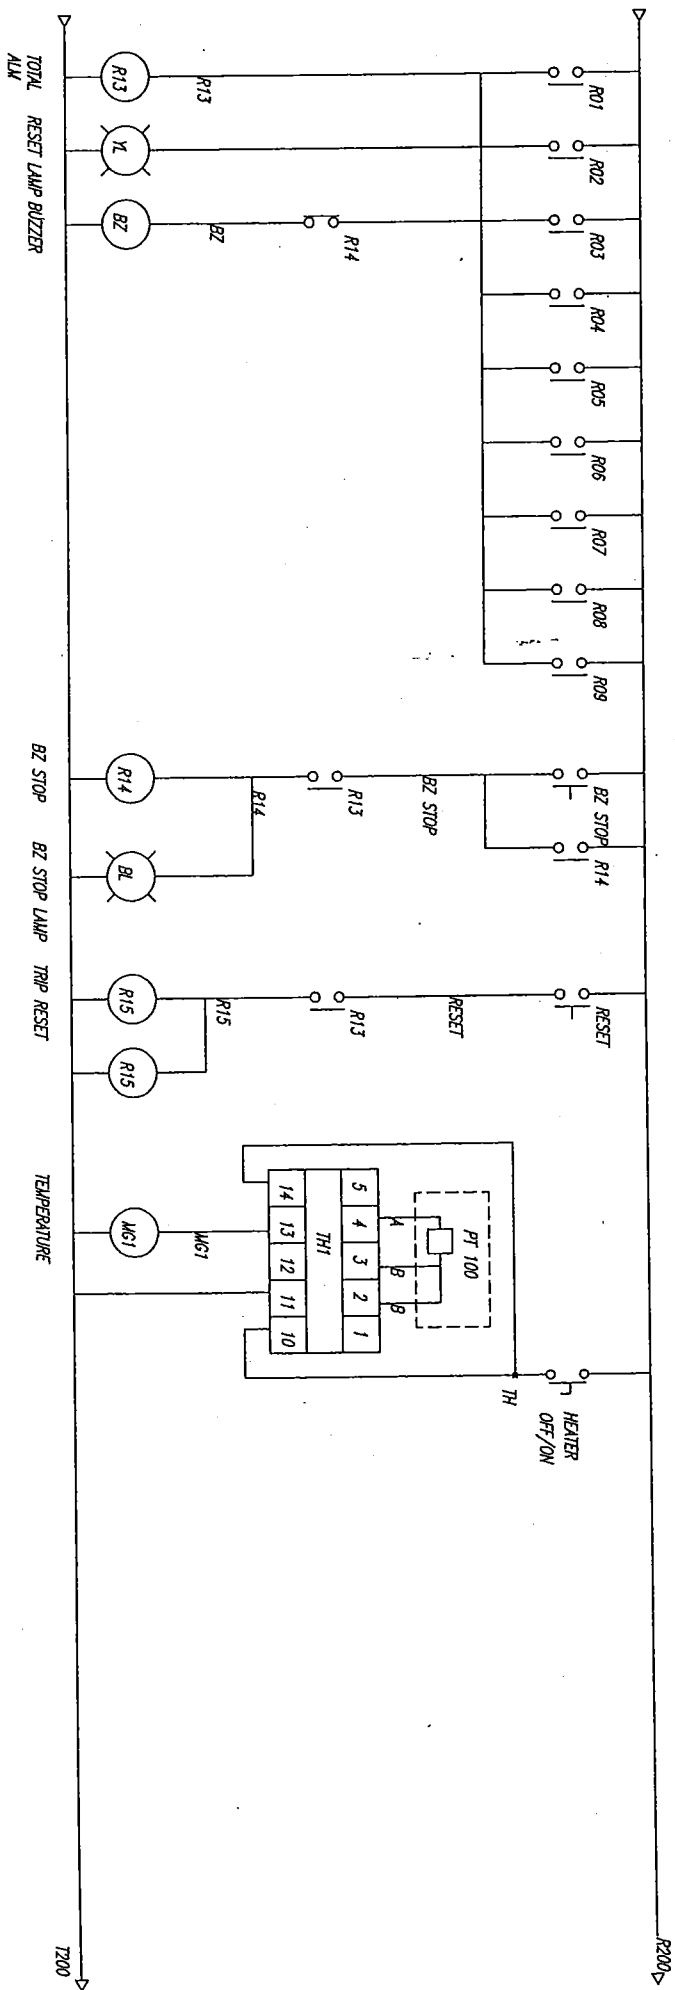 R200
R01
R02
R03
R04
R05
R06
R07
R08
R09
BZ STOP
R14
RESET
HEATER
OFF/ON
TH
BZ STOP
RESET
PT 100
A
B
B
5
4
3
2
1
TH1
14
13
12
11
10
R14
R13
R13
R13
BZ
R14
R15
MG1
R13
YL
BZ
R14
BL
R15
R15
MG1
T200
TOTAL
ALM
RESET LAMP
BUZZER
BZ STOP
BZ STOP LAMP
TRIP RESET
TEMPERATURE